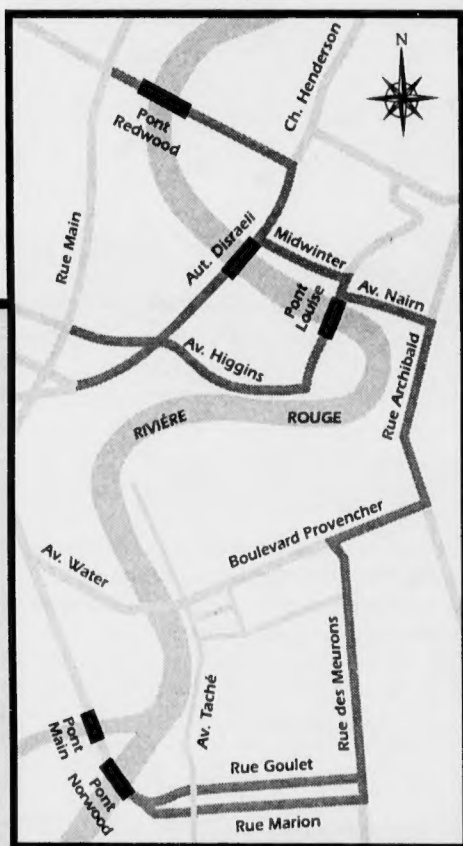 N
Pont
Redwood
Ch. Henderson
Rue Main
Aut. Disraeli
Midwinter
Pont
Louise
Av. Nairn
Av. Higgins
Rue Archibald
RIVIÈRE ROUGE
Boulevard Provencher
Av. Water
Rue des Meurons
Av. Taché
Pont
Main
Pont
Norwood
Rue Goulet
Rue Marion